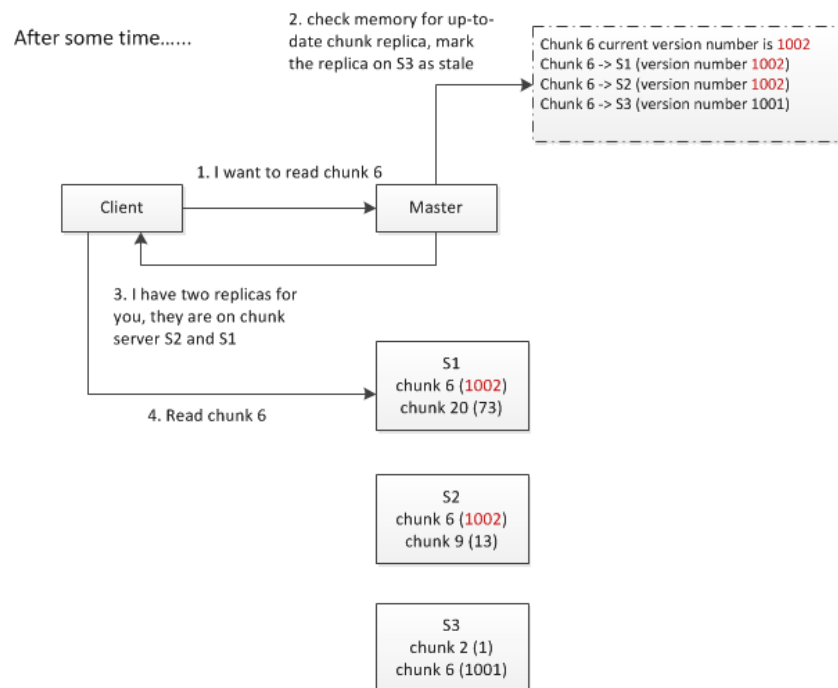 After some time......
2. check memory for up-to-
date chunk replica, mark
the replica on S3 as stale
Chunk 6 current version number is 1002
Chunk 6 -> S1 (version number 1002)
Chunk 6 -> S2 (version number 1002)
Chunk 6 -> S3 (version number 1001)
1. I want to read chunk 6
Client
Master
3. I have two replicas for
you, they are on chunk
server S2 and S1
4. Read chunk 6
S1
chunk 6 (1002)
chunk 20 (73)
S2
chunk 6 (1002)
chunk 9 (13)
S3
chunk 2 (1)
chunk 6 (1001)